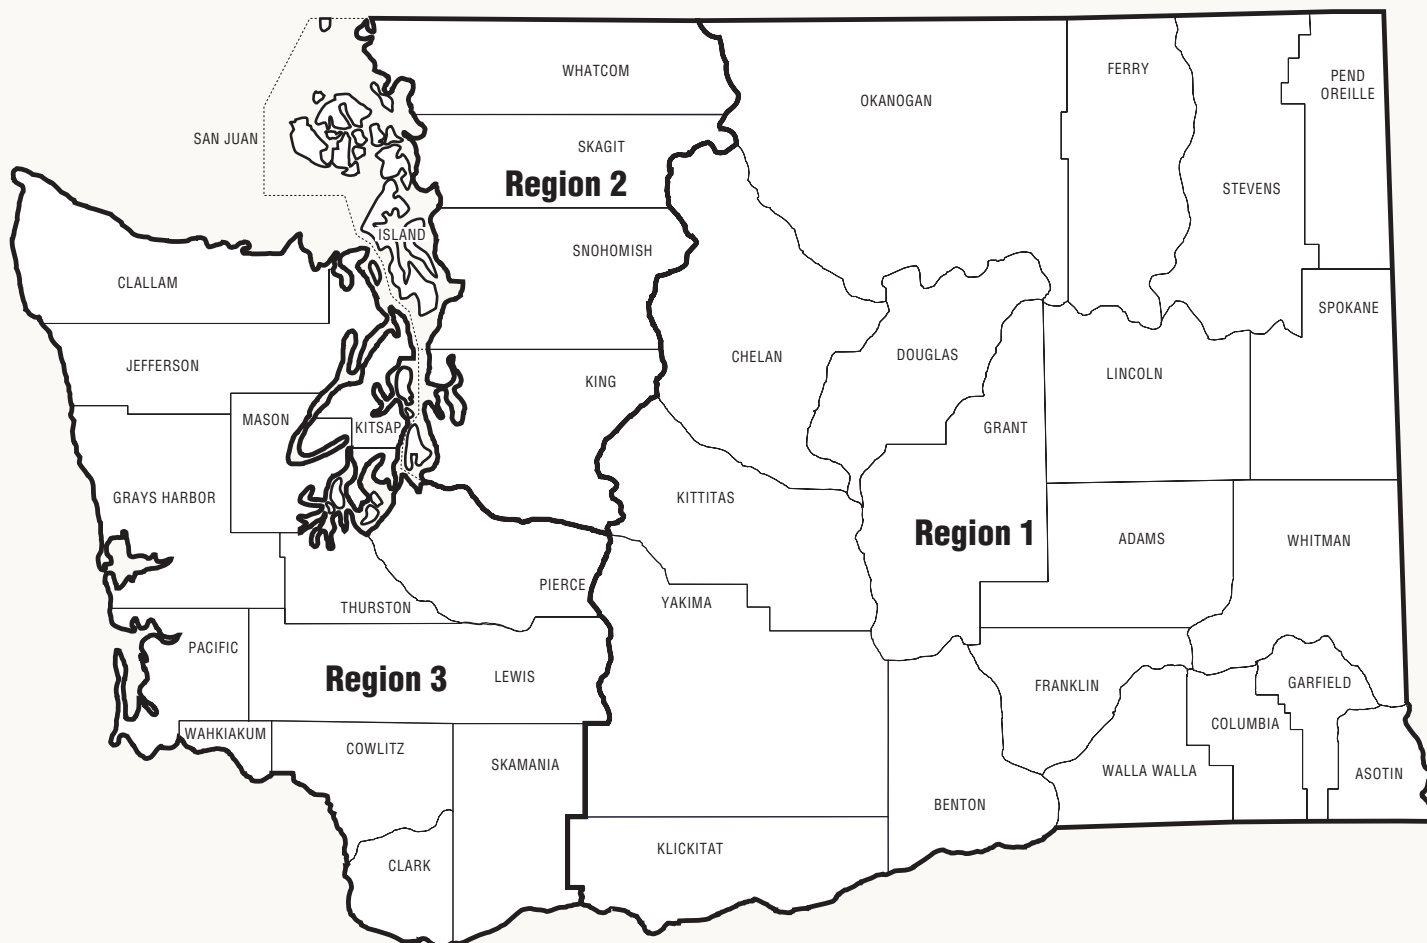 WHATCOM
OKANOGAN
FERRY
PEND
OREILLE
SAN JUAN
SKAGIT
Region 2
STEVENS
ISLAND
SNOHOMISH
CLALLAM
SPOKANE
JEFFERSON
CHELAN
DOUGLAS
LINCOLN
KING
MASON
KITSAP
GRANT
GRAYS HARBOR
KITTITAS
Region 1
ADAMS
WHITMAN
THURSTON
PIERCE
YAKIMA
PACIFIC
Region 3
LEWIS
FRANKLIN
GARFIELD
WAHKIAKUM
COWLITZ
SKAMANIA
COLUMBIA
WALLA WALLA
ASOTIN
BENTON
CLARK
KLICKITAT